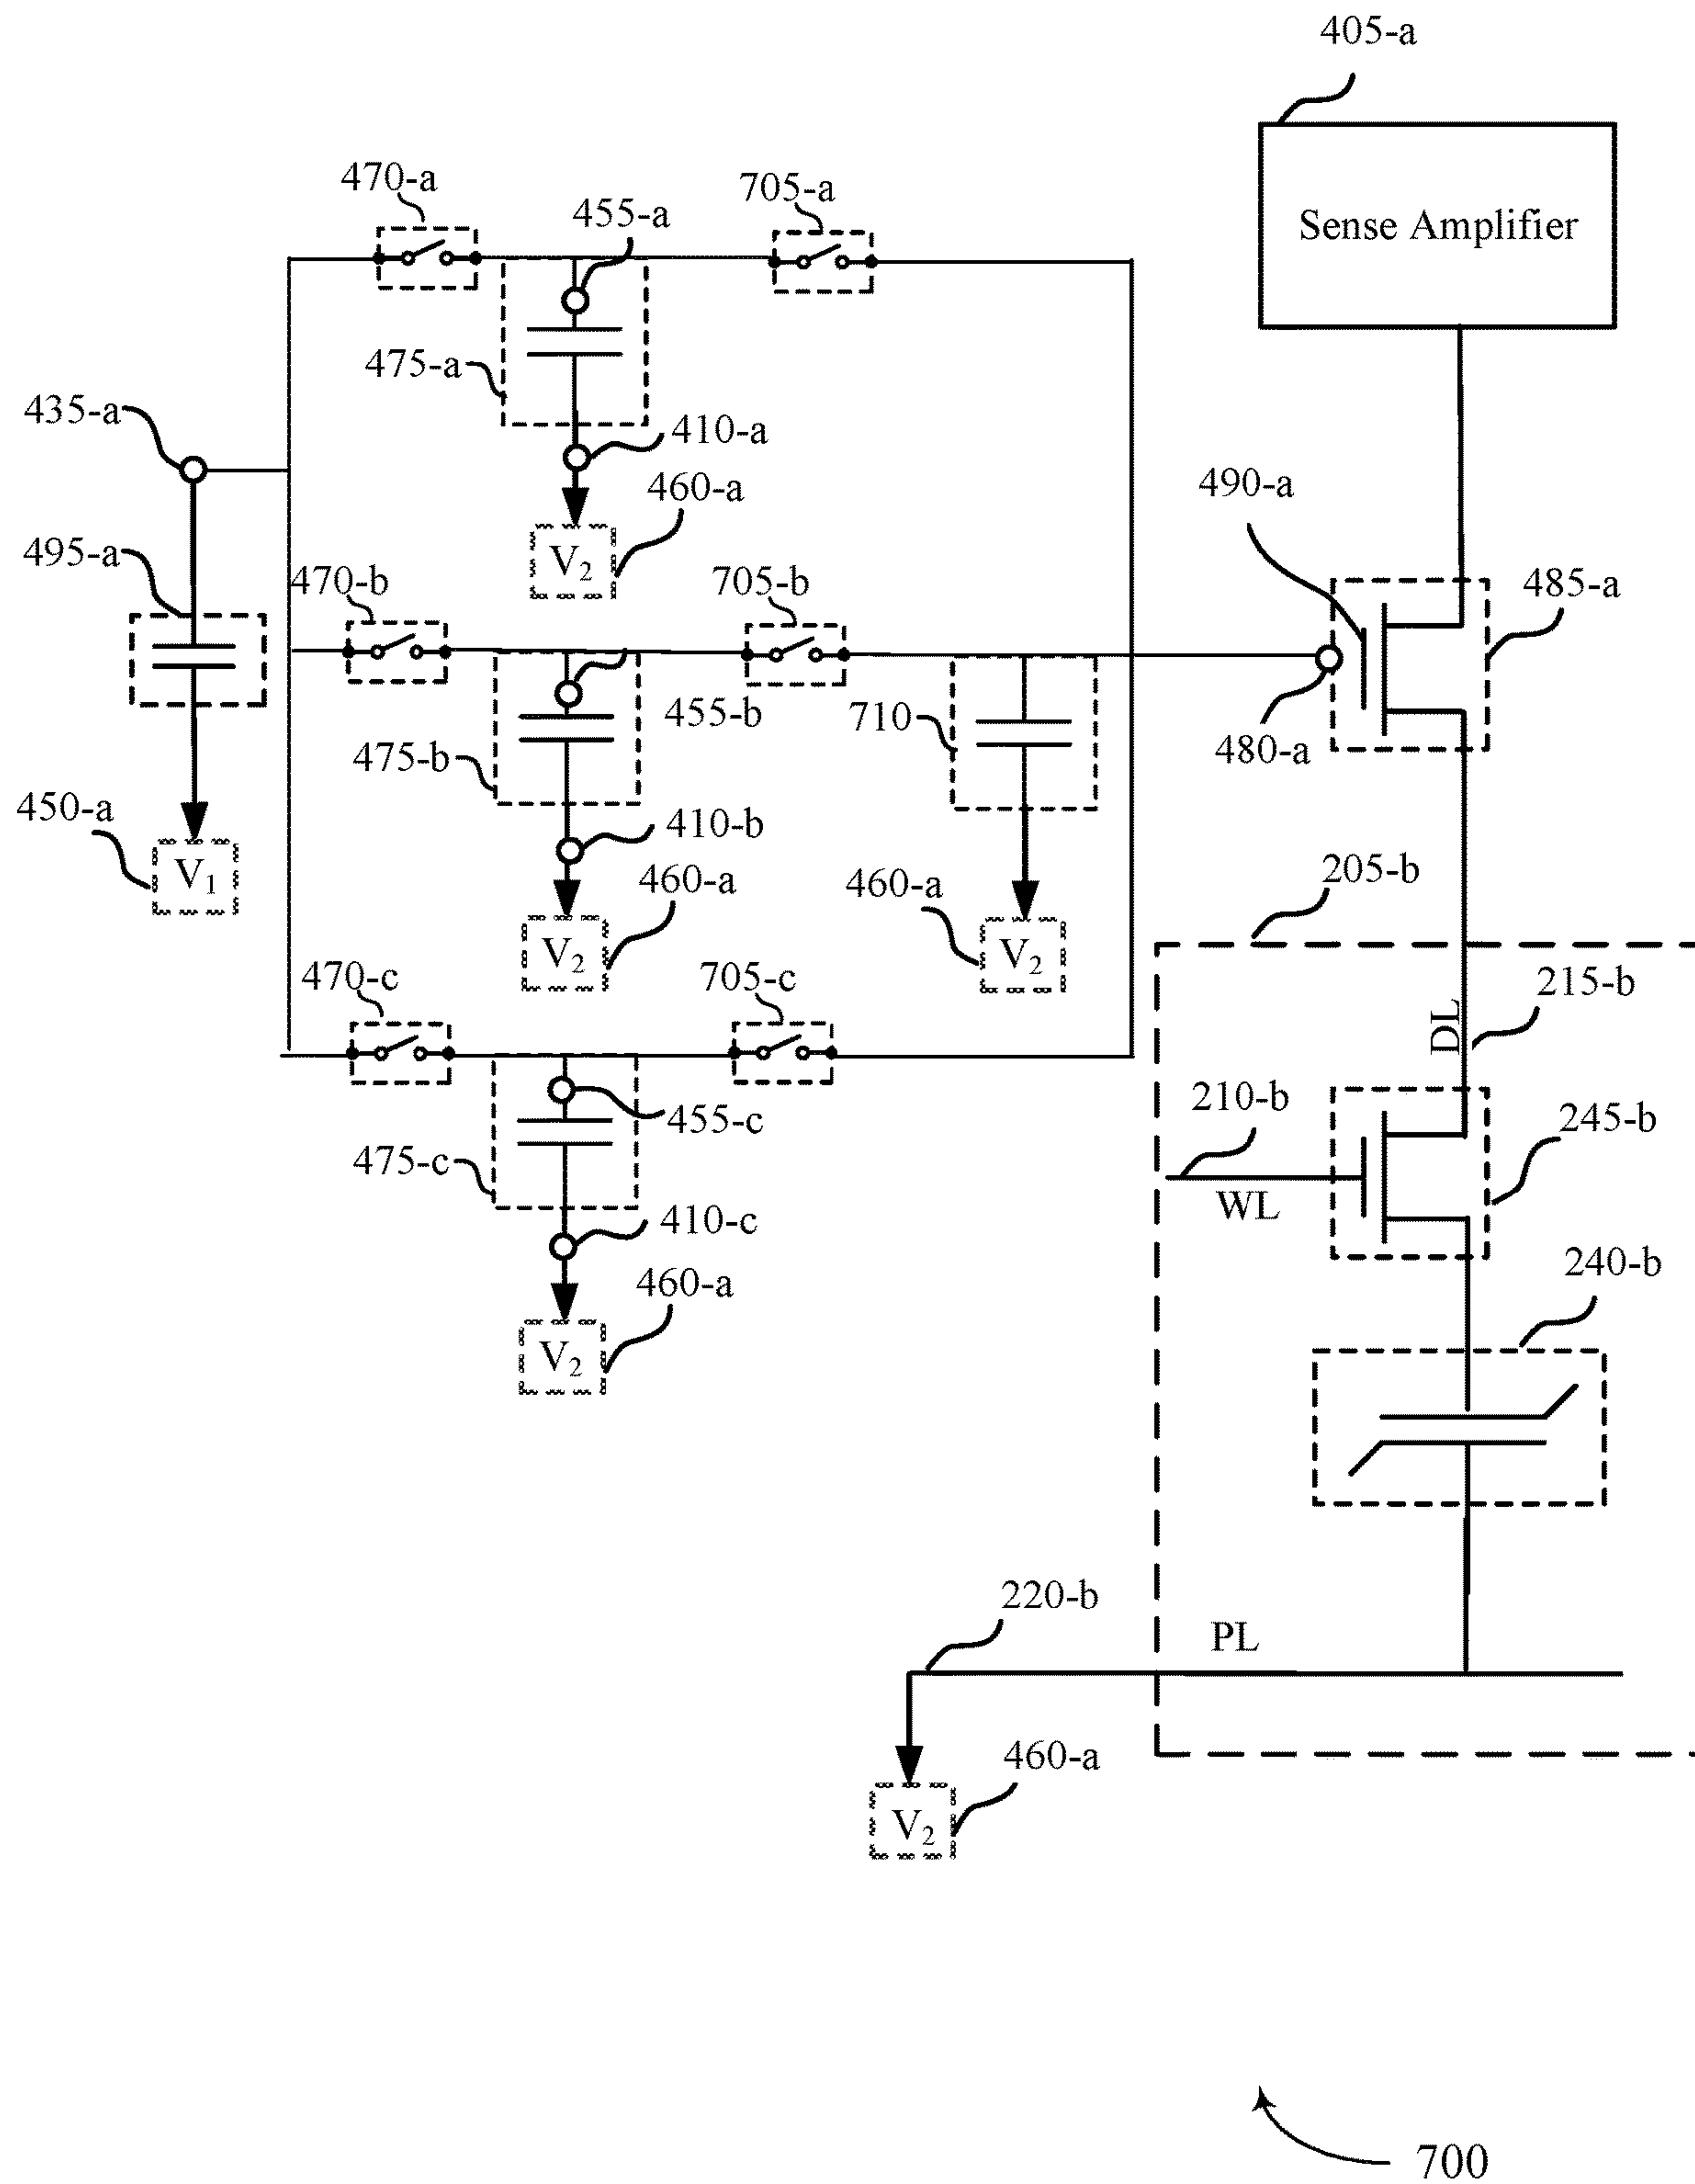 405-a
470-a
705-a
455-a
Sense Amplifier
475-a
435-a
410-a
460-a
490-a
495-a
V2
470-b
705-b
485-a
455-b
710
480-a
475-b
450-a
410-b
V1
460-a
460-a
205-b
V2
V2
470-c
705-c
215-b
DL
210-b
455-c
245-b
475-c
WL
410-c
240-b
460-a
V2
220-b
PL
460-a
V2
700